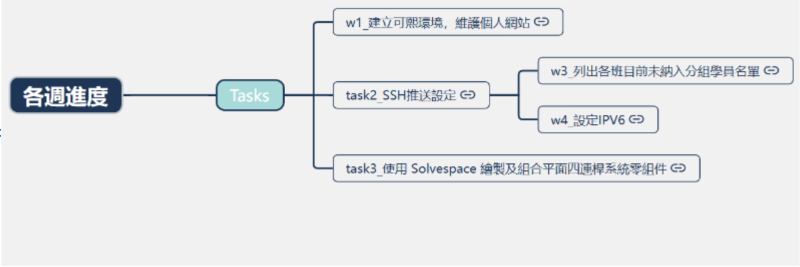 各週進度
Tasks
w1_建立可熙環境，維護個人網站
task2_SSH推送設定
w3_列出各班目前未納入分組學員名單
w4_設定IPV6
task3_使用 Solvespace 繪製及組合平面四連桿系統零組件